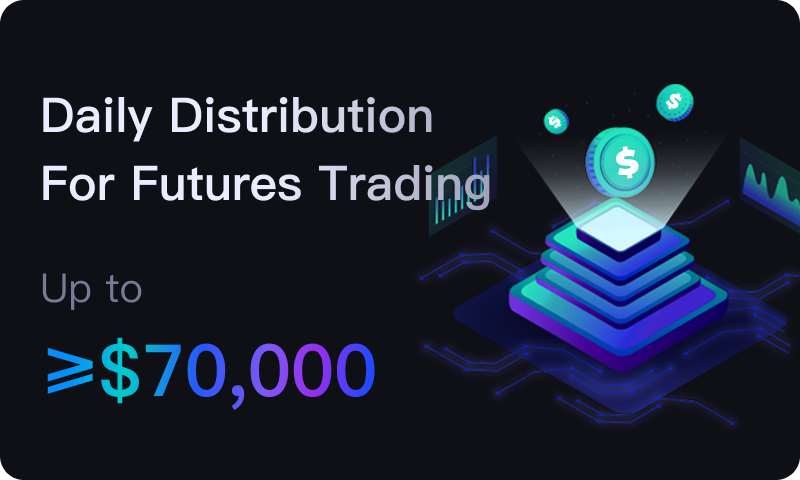 Daily Distribution
For Futures Trading
Up to
⩾$70,000
$
$
$